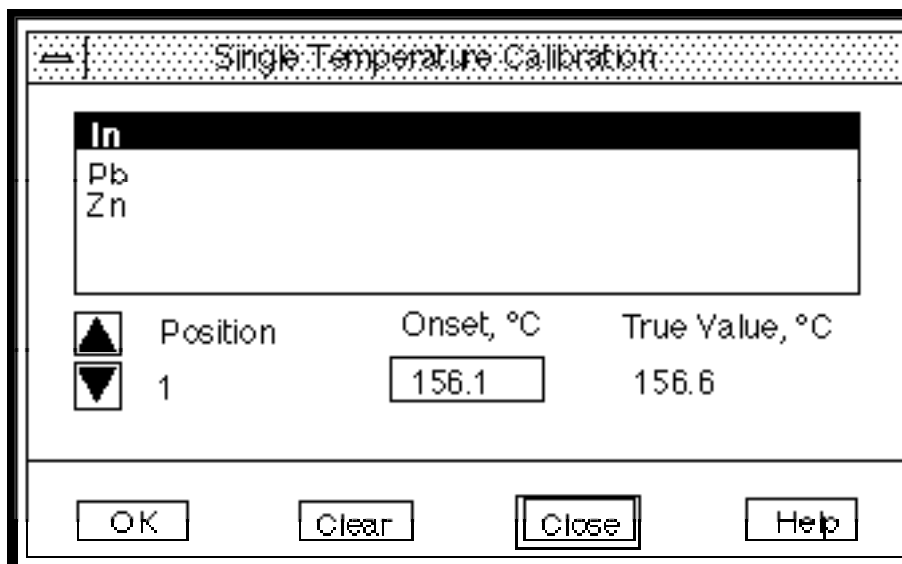 Single Temperature Calibration
In
Pb
Zn
Position Onset, °C True Value, °C
1 156.1 156.6
OK Clear Close Help